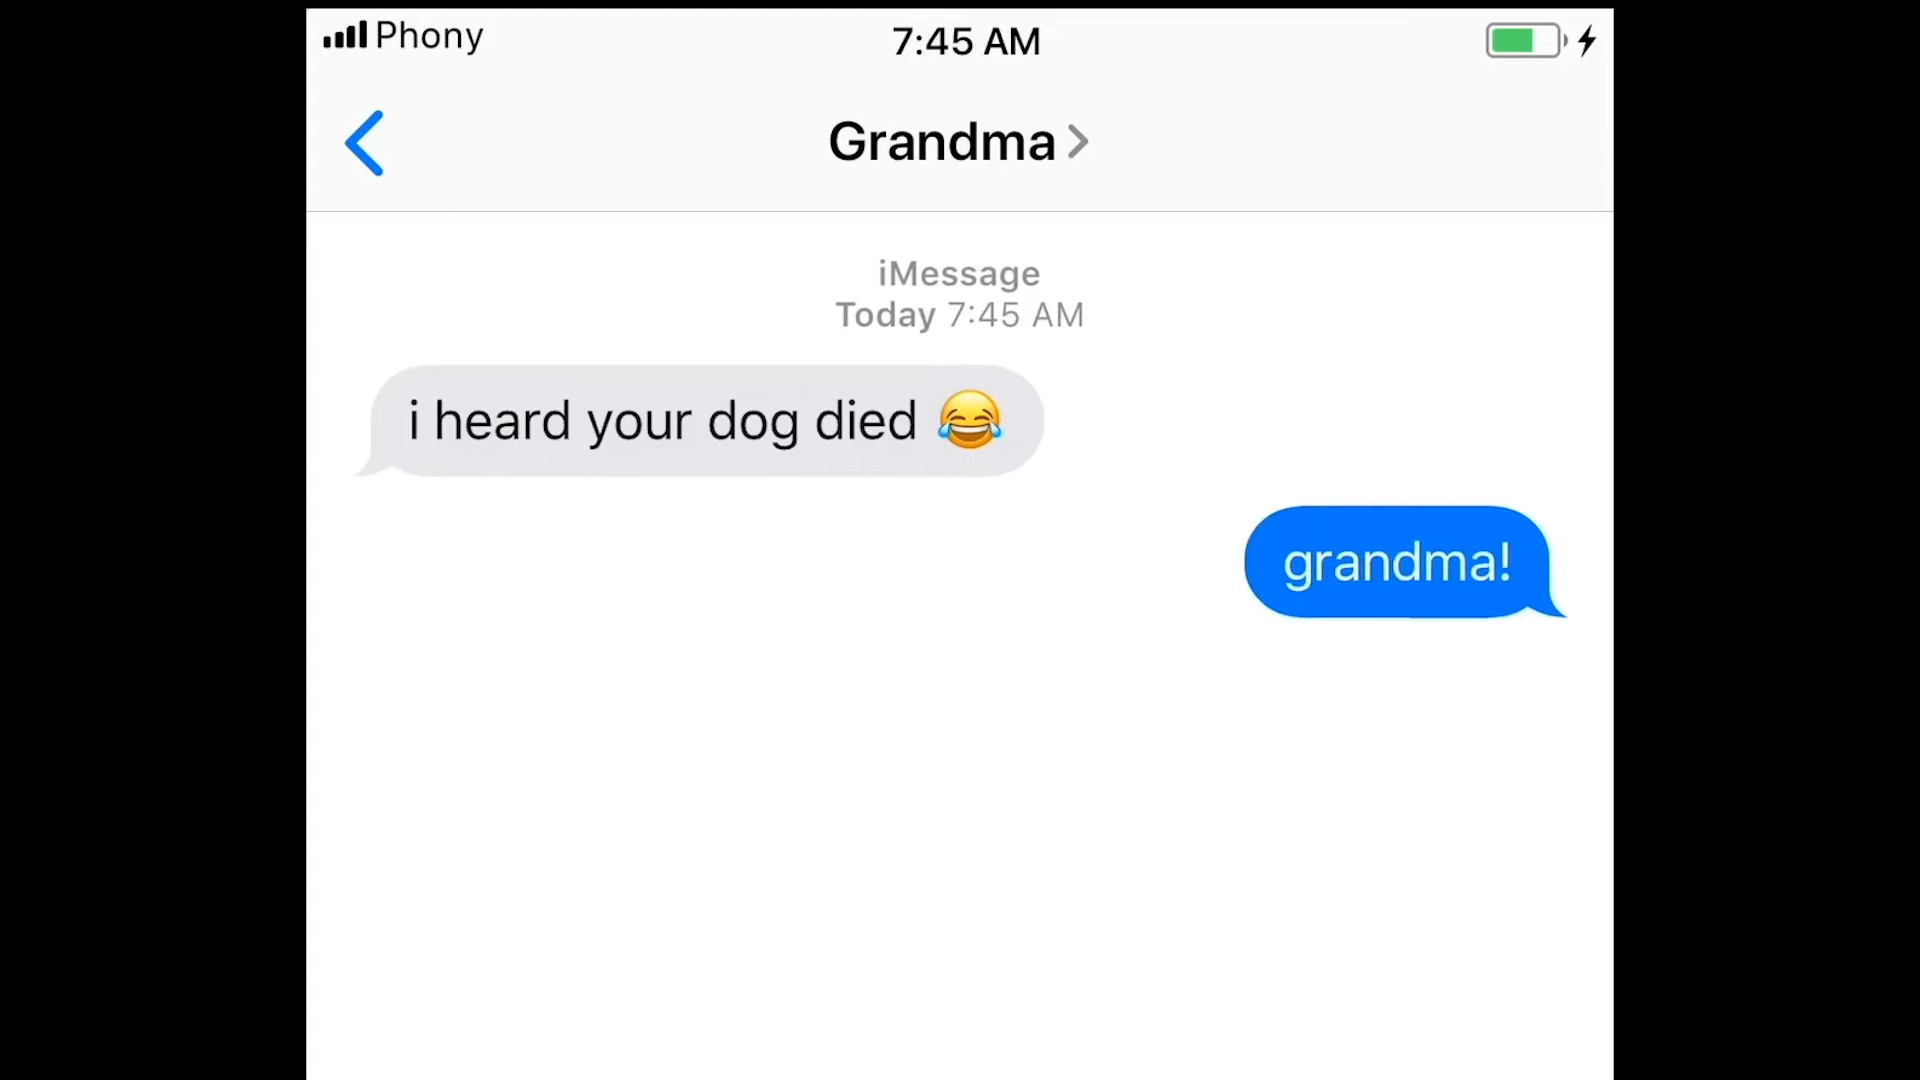 Phony
7:45 AM
Grandma
iMessage
Today 7:45 AM
i heard your dog died 😂
grandma!